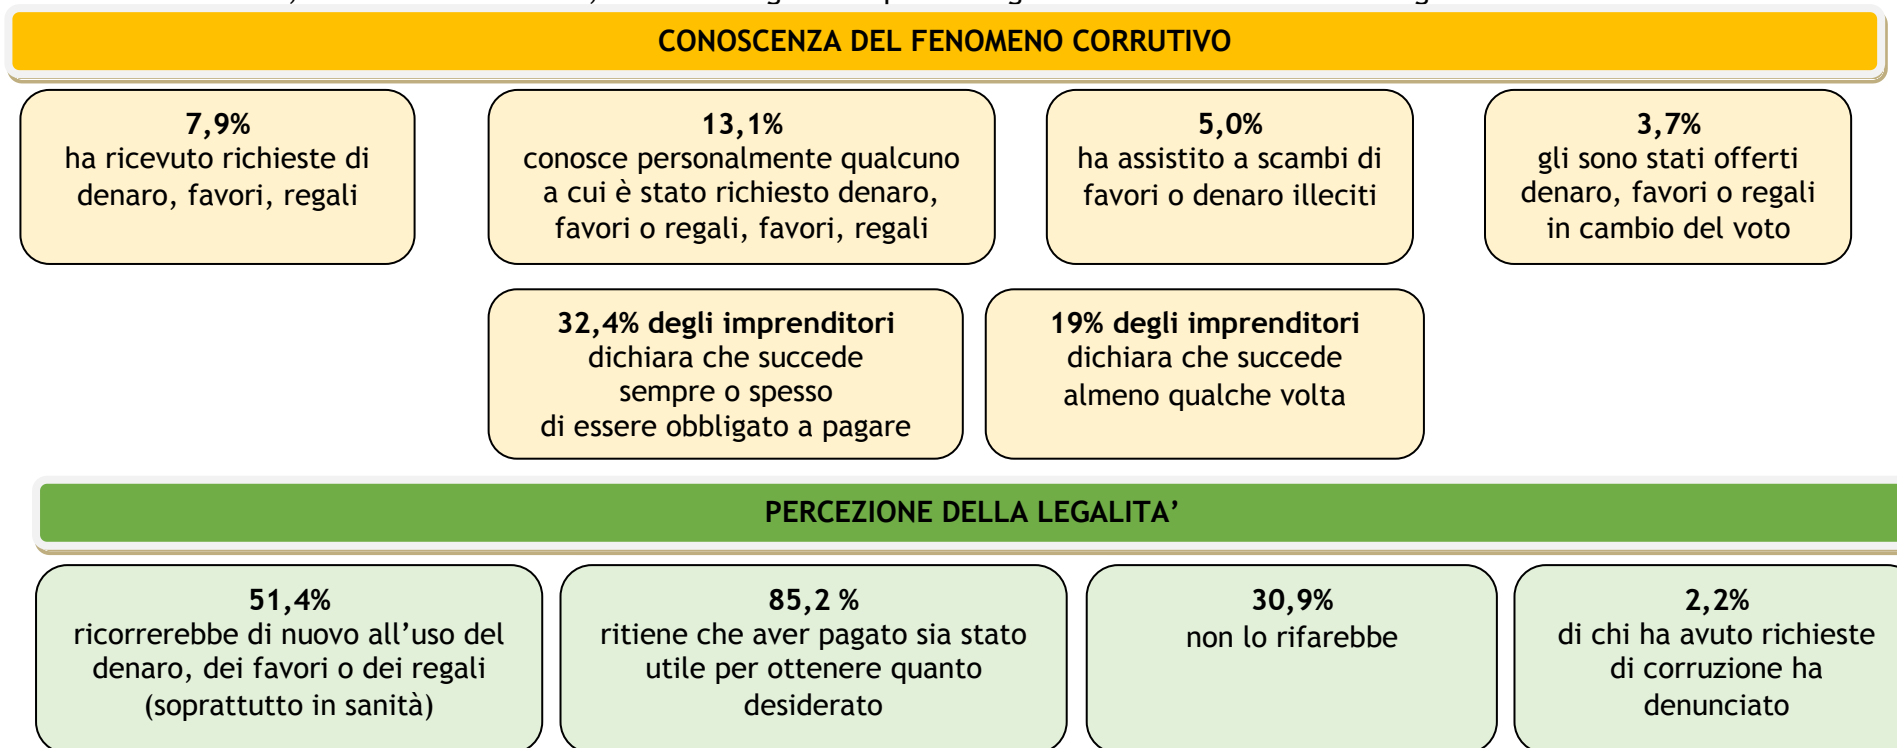 CONOSCENZA DEL FENOMENO CORRUTIVO
7,9%
ha ricevuto richieste di
denaro, favori, regali
13,1%
conosce personalmente qualcuno
a cui è stato richiesto denaro,
favori o regali, favori, regali
5,0%
ha assistito a scambi di
favori o denaro illeciti
3,7%
gli sono stati offerti
denaro, favori o regali
in cambio del voto
32,4% degli imprenditori
dichiara che succede
sempre o spesso
di essere obbligato a pagare
19% degli imprenditori
dichiara che succede
almeno qualche volta
PERCEZIONE DELLA LEGALITA’
51,4%
ricorrerebbe di nuovo all’uso del
denaro, dei favori o dei regali
(soprattutto in sanità)
85,2 %
ritiene che aver pagato sia stato
utile per ottenere quanto
desiderato
30,9%
non lo rifarebbe
2,2%
di chi ha avuto richieste
di corruzione ha
denunciato